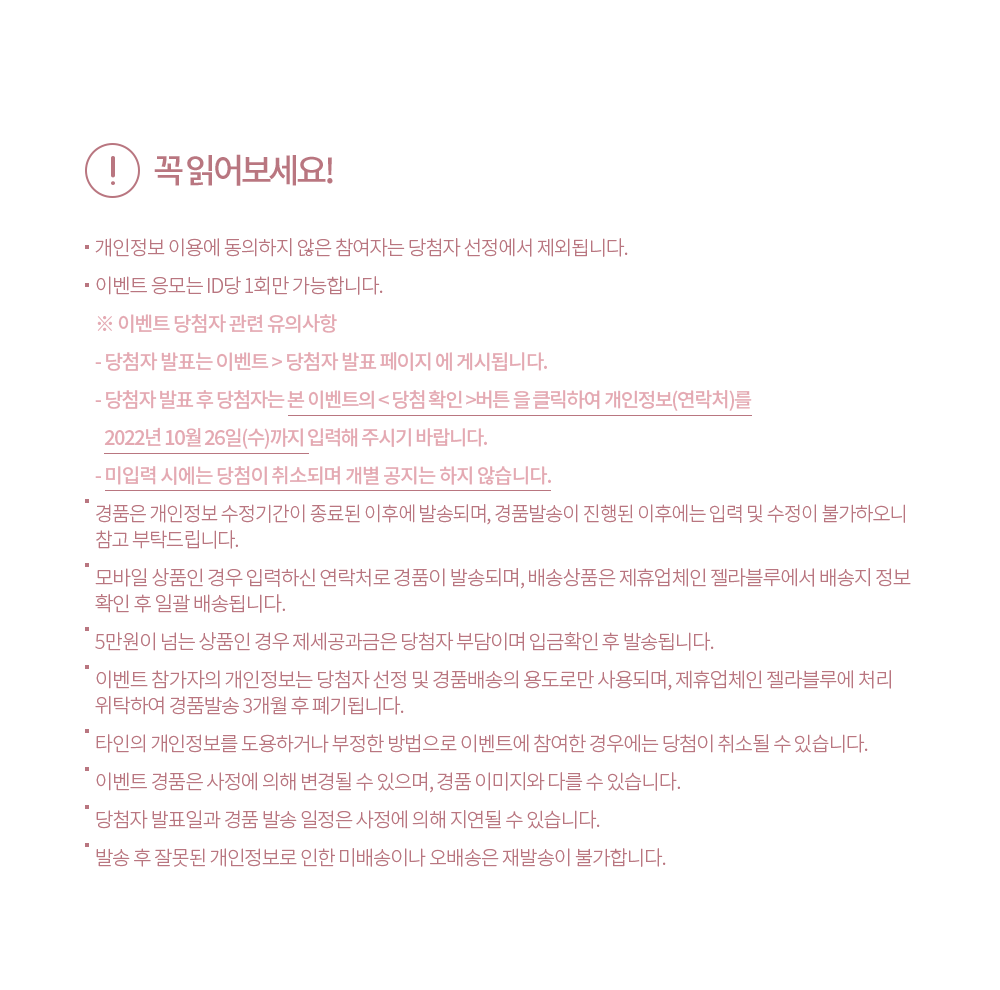 꼭 읽어보세요!
개인정보 이용에 동의하지 않은 참여자는 당첨자 선정에서 제외됩니다.
이벤트 응모는 ID당 1회만 가능합니다.
※ 이벤트 당첨자 관련 유의사항
- 당첨자 발표는 이벤트 > 당첨자 발표 페이지 에 게시됩니다.
- 당첨자 발표 후 당첨자는 본 이벤트의 < 당첨 확인 >버튼 을 클릭하여 개인정보(연락처)를
2022년 10월 26일(수)까지 입력해 주시기 바랍니다.
- 미입력 시에는 당첨이 취소되며 개별 공지는 하지 않습니다.
경품은 개인정보 수정기간이 종료된 이후에 발송되며, 경품발송이 진행된 이후에는 입력 및 수정이 불가하오니
참고 부탁드립니다.
모바일 상품인 경우 입력하신 연락처로 경품이 발송되며, 배송상품은 제휴업체인 젤라블루에서 배송지 정보
확인 후 일괄 배송됩니다.
5만원이 넘는 상품인 경우 제세공과금은 당첨자 부담이며 입금확인 후 발송됩니다.
이벤트 참가자의 개인정보는 당첨자 선정 및 경품배송의 용도로만 사용되며, 제휴업체인 젤라블루에 처리
위탁하여 경품발송 3개월 후 폐기됩니다.
타인의 개인정보를 도용하거나 부정한 방법으로 이벤트에 참여한 경우에는 당첨이 취소될 수 있습니다.
이벤트 경품은 사정에 의해 변경될 수 있으며, 경품 이미지와 다를 수 있습니다.
당첨자 발표일과 경품 발송 일정은 사정에 의해 지연될 수 있습니다.
발송 후 잘못된 개인정보로 인한 미배송이나 오배송은 재발송이 불가합니다.